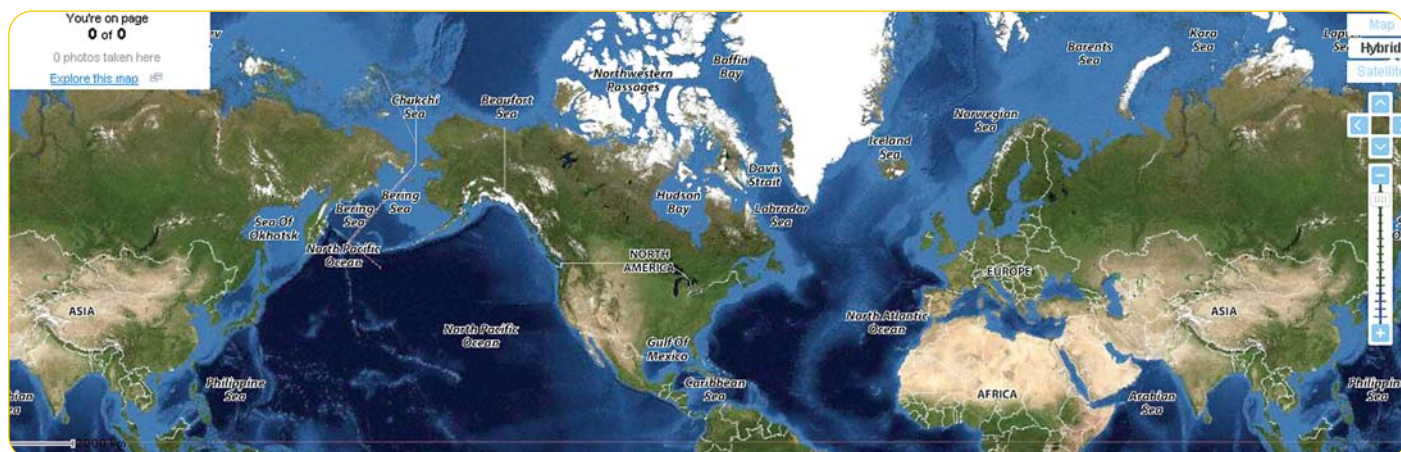 You're on page
0 of 0
0 photos taken here
Explore this map
Map
Hybrid
Satellite
Kara
Sea
Barents
Sea
Baffin
Bay
Northwestern
Passages
Chukchi
Sea
Beaufort
Sea
Norwegian
Sea
Iceland
Sea
Davis
Strait
Hudson
Bay
Labrador
Sea
Bering
Sea
Bering
Sea
Sea Of
Okhotsk
North Pacific
Ocean
NORTH
AMERICA
EUROPE
ASIA
ASIA
North Pacific
Ocean
North Atlantic
Ocean
Gulf Of
Mexico
Caribbean
Sea
Philippine
Sea
AFRICA
Arabian
Sea
Philippin
Sea
Sea